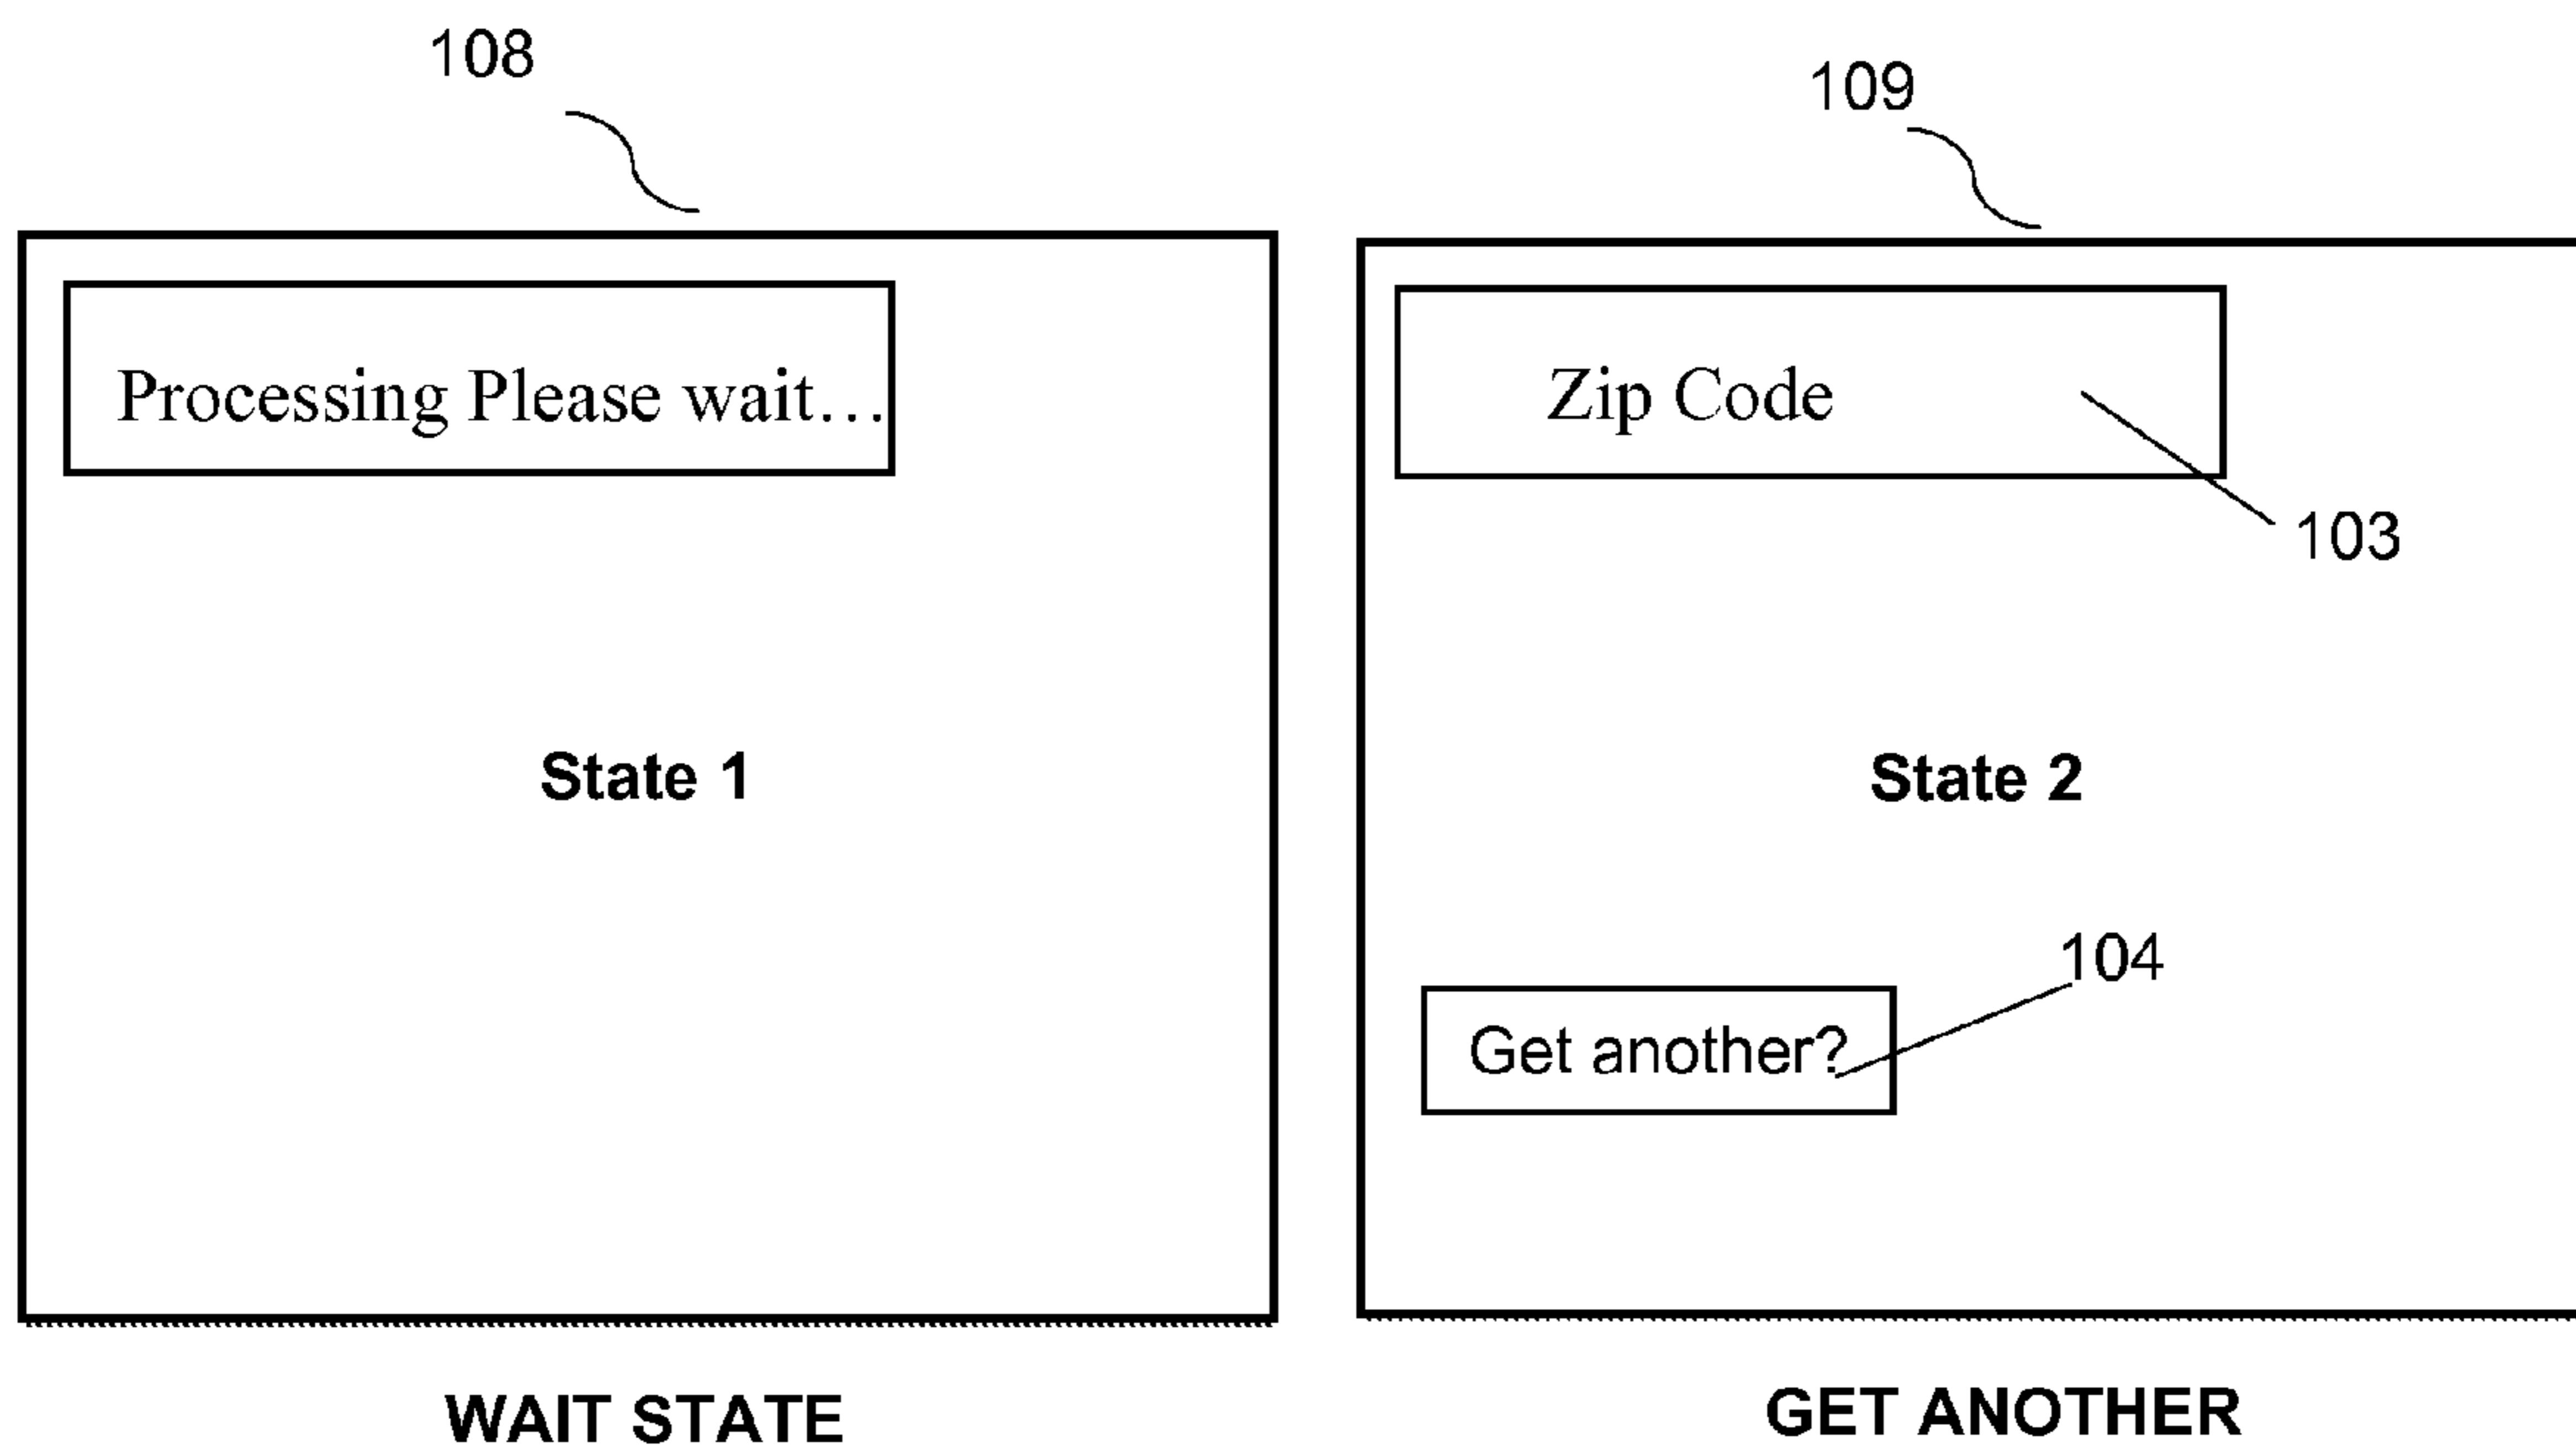 108
109
Processing Please wait...
Zip Code
103
State 1
State 2
104
Get another?
WAIT STATE
GET ANOTHER